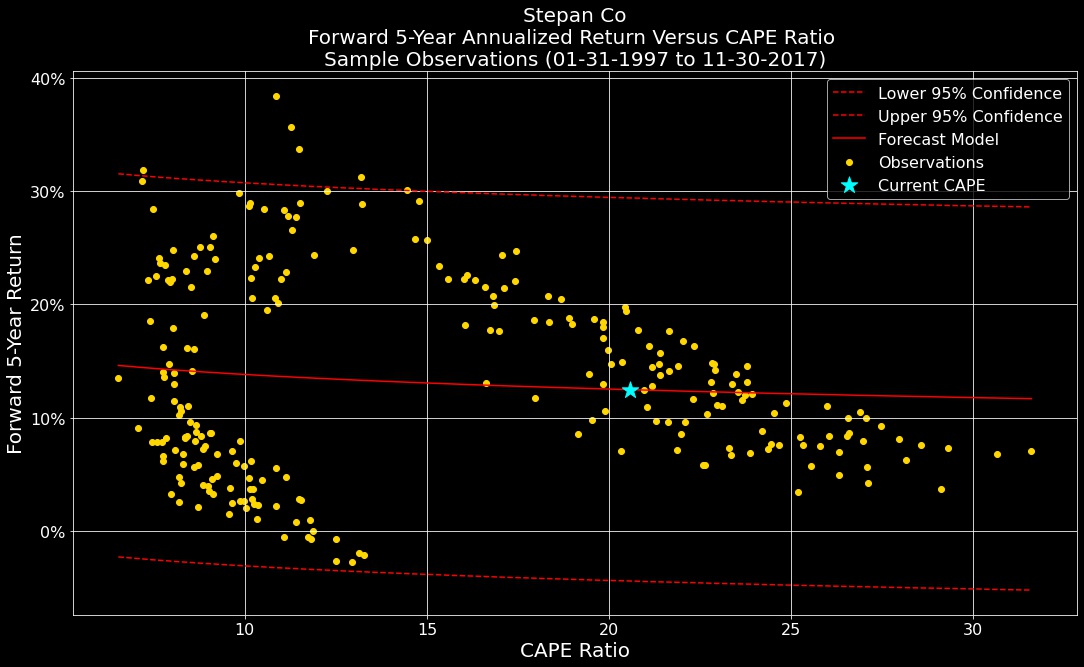 Stepan Co
Forward 5-Year Annualized Return Versus CAPE Ratio
Sample Observations (01-31-1997 to 11-30-2017)
40%
30%
20%
10%
0%
Forward 5-Year Return
Lower 95% Confidence
Upper 95% Confidence
Forecast Model
Observations
Current CAPE
10
15
20
25
30
CAPE Ratio